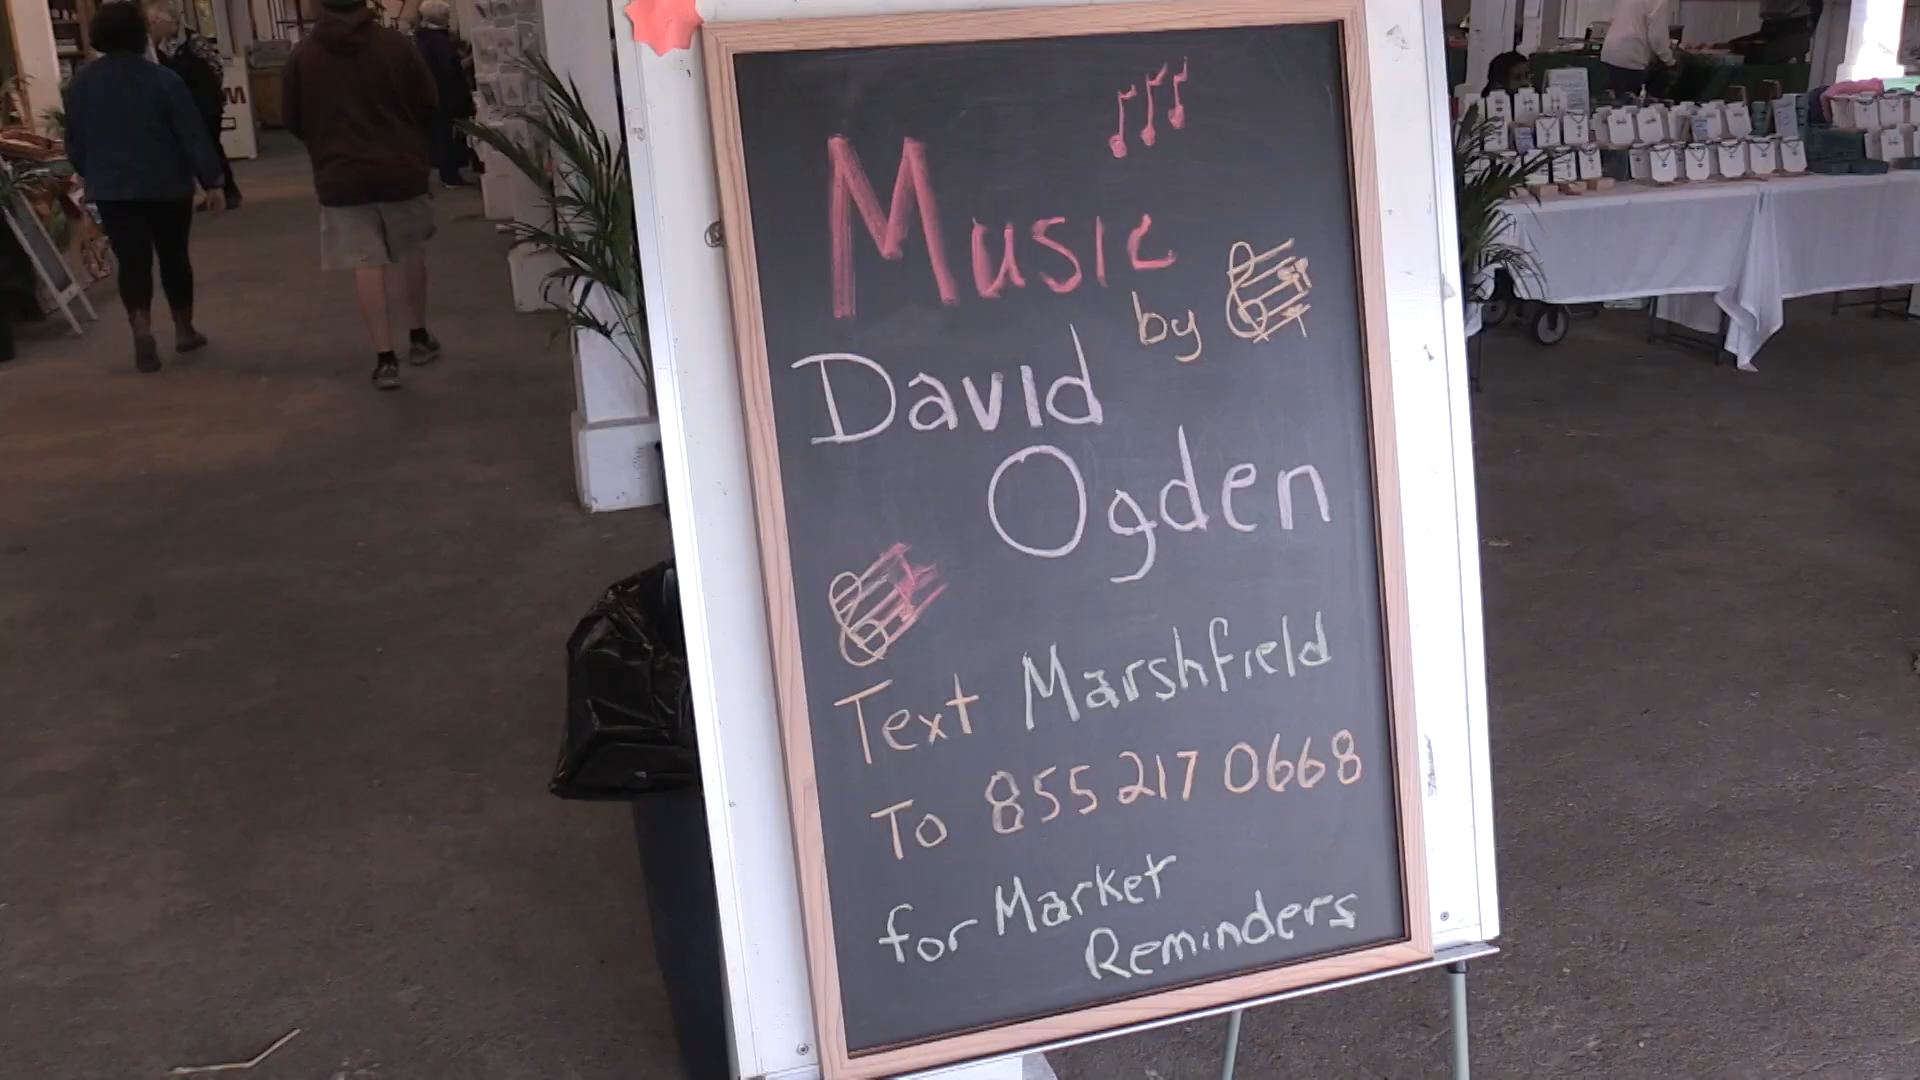 Music
by
David
Ogden
Text Marshfield
To 855 217 0668
for Market
Reminders